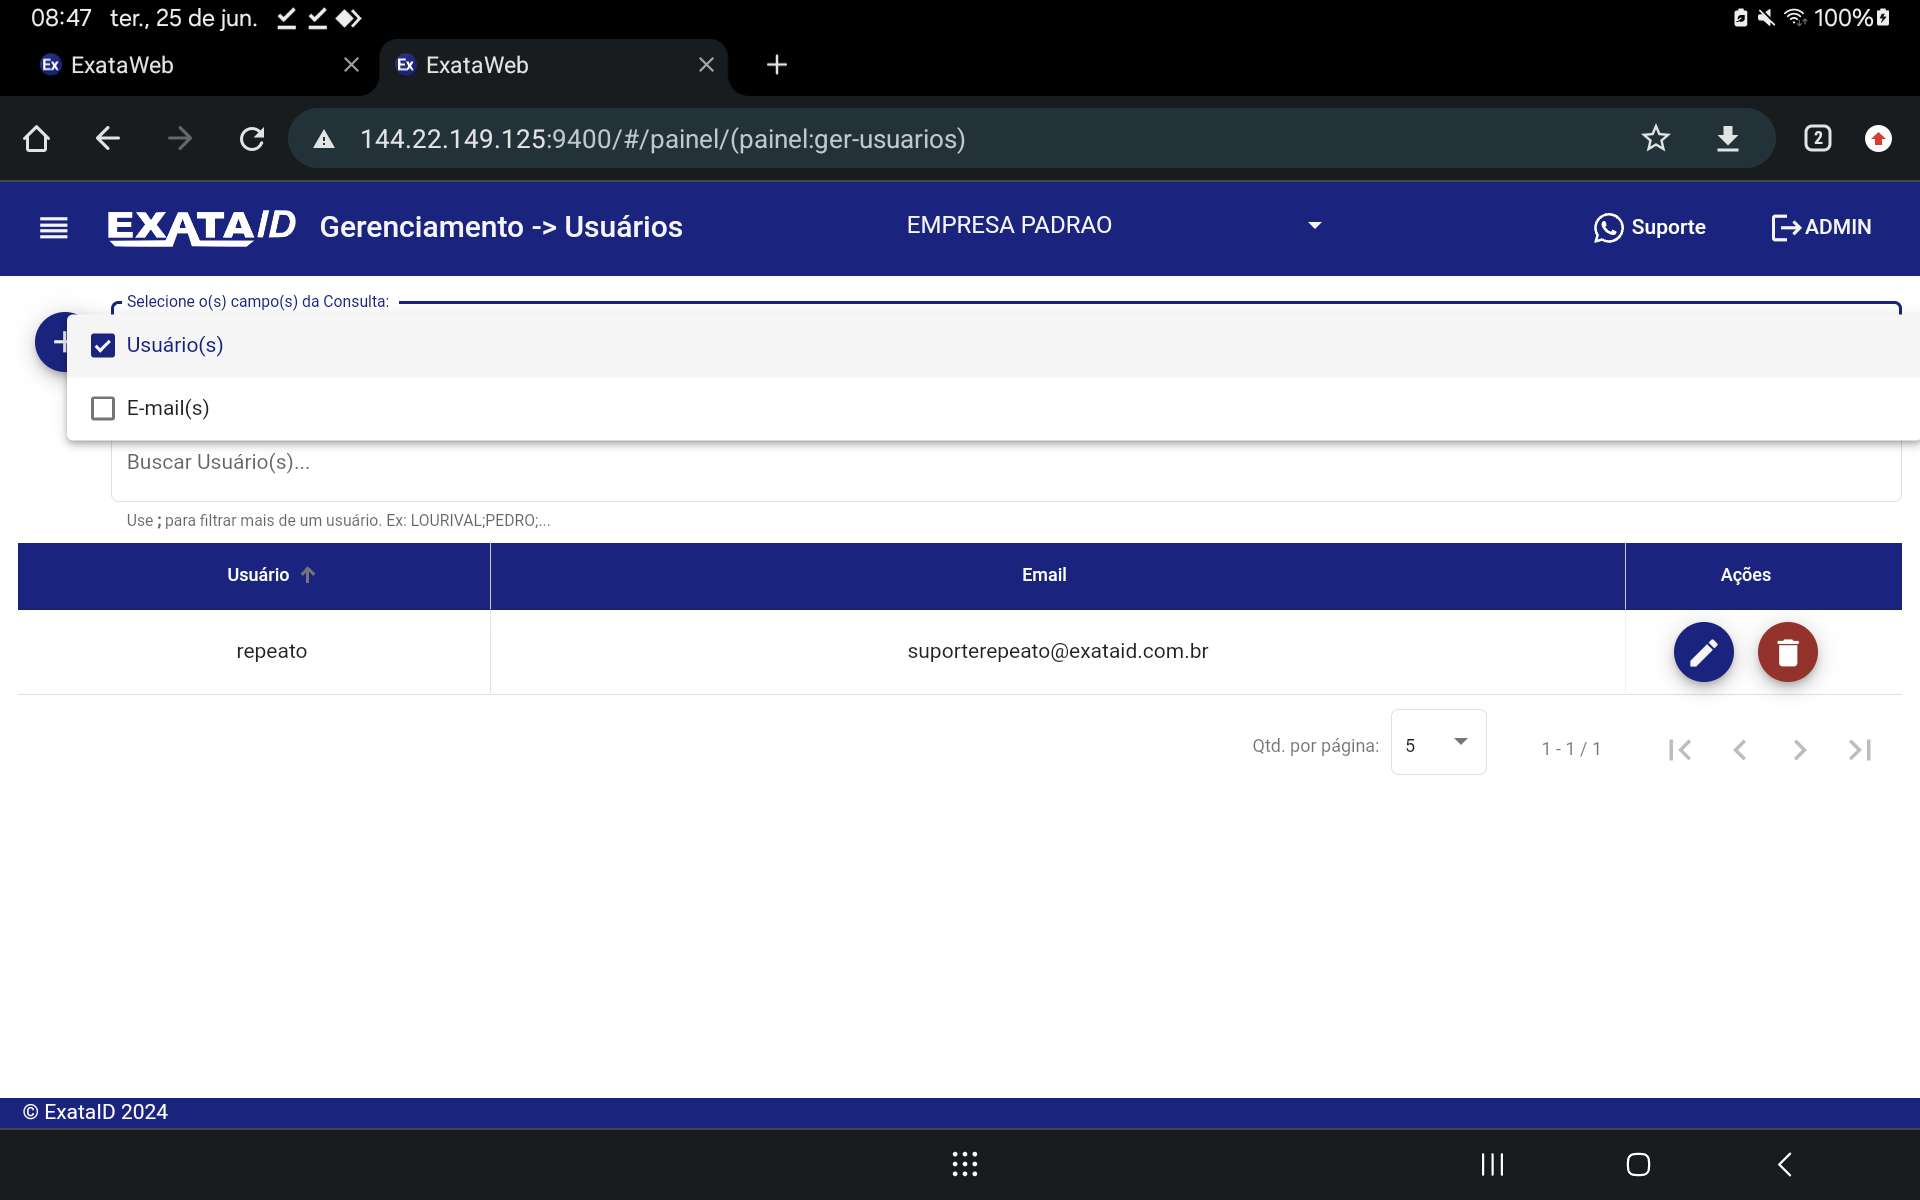 08:47 ter., 25 de jun. 100%
Ex ExataWeb Ex ExataWeb
144.22.149.125:9400/#/painel/(painel:ger-usuarios) 2
EXATAID Gerenciamento -> Usuários EMPRESA PADRAO Suporte ADMIN
Selecione o(s) campo(s) da Consulta:
Usuário(s)
E-mail(s)
Buscar Usuário(s)...
Use ; para filtrar mais de um usuário. Ex: LOURIVAL;PEDRO;...
Usuário Email Ações
repeato suporterepeato@exataid.com.br
Qtd. por página: 5 1 - 1 / 1
© ExataID 2024